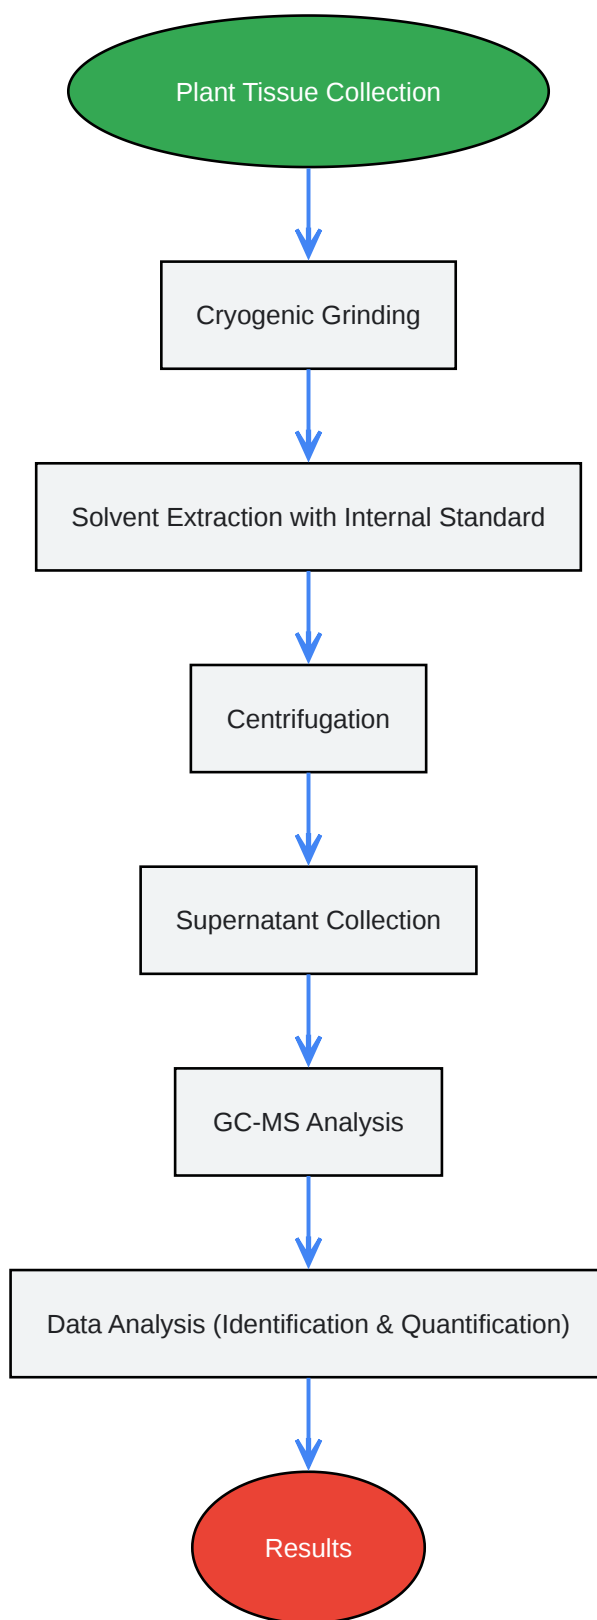 Plant Tissue Collection
Cryogenic Grinding
Solvent Extraction with Internal Standard
Centrifugation
Supernatant Collection
GC-MS Analysis
Data Analysis (Identification & Quantification)
Results